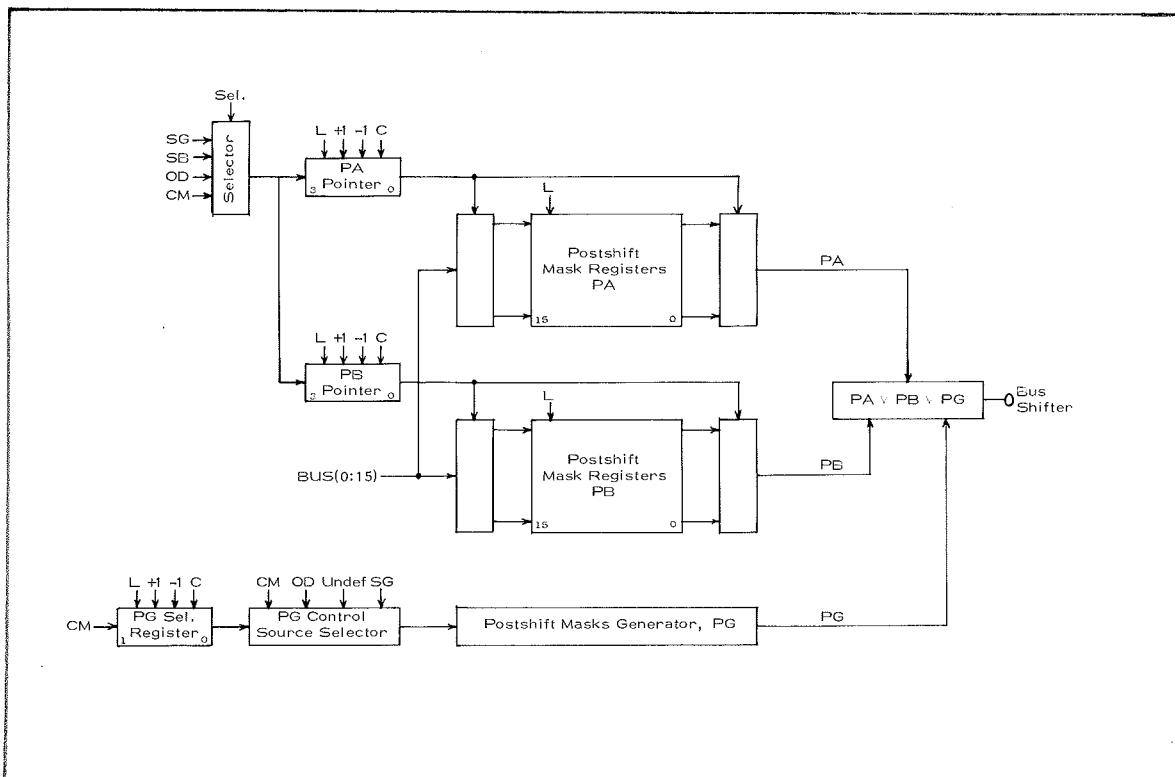 Sel.
SG
SB
OD
CM
Selector
L +1 -1 C
PA
Pointer
3 0
L
Postshift
Mask Registers
PA
15 0
PA
L +1 -1 C
PB
Pointer
3 0
L
Postshift
Mask Registers
PB
15 0
BUS(0:15)
PB
PA v PB v PG
Bus
Shifter
L +1 -1 C
CM
PG Sel.
Register
1 0
CM OD Undef SG
PG Control
Source Selector
Postshift Masks Generator, PG
PG